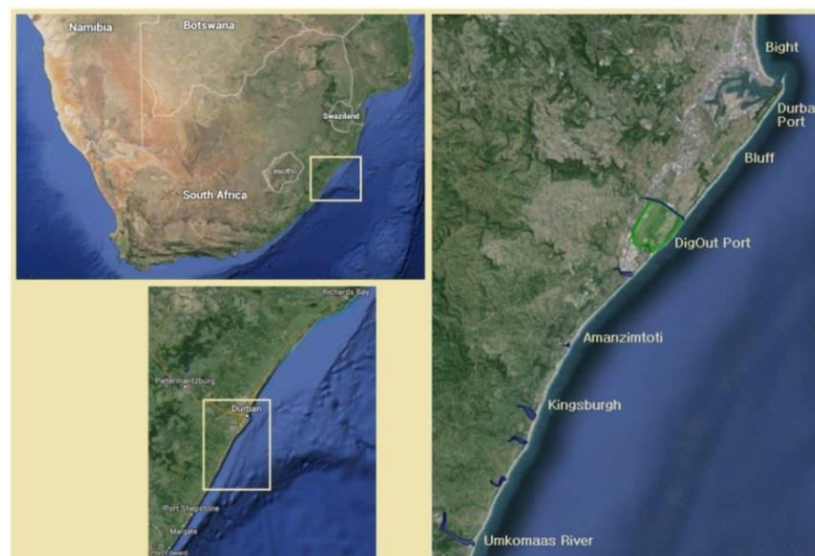 Namibia
Botswana
Swaziland
Lesotho
South Africa
Richards Bay
Pietermaritzburg
Durban
Port Shepstone
Margate
Port Edward
Bight
Durba
Port
Bluff
DigOut Port
Amanzimtoti
Kingsburgh
Umkomaas River